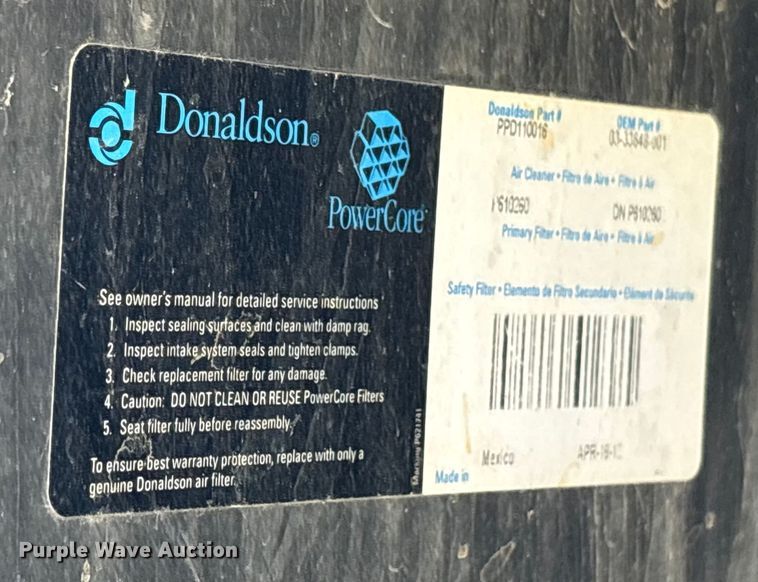 Donaldson®
PowerCore
See owner's manual for detailed service instructions
1. Inspect sealing surfaces and clean with damp rag.
2. Inspect intake system seals and tighten clamps.
3. Check replacement filter for any damage.
4. Caution: DO NOT CLEAN OR REUSE PowerCore Filters
5. Seat filter fully before reassembly.
To ensure best warranty protection, replace with only a
genuine Donaldson air filter.
Donaldson Part # OEM Part #
PPD110016
Air Cleaner • Filtro de Aire • Filtre à Air
P610260 DN P610260
Primary Filter • Filtro de Aire • Filtre à Air
Safety Filter • Elemento de Filtro Secundario • Élément de Sécurité
Made in Mexico
Purple Wave Auction